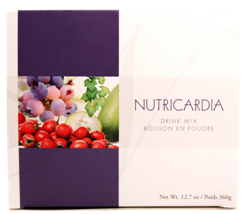 NUTRICARDIA
DRINK MIX
BOISSON EN POUDRE
Net Wt. 12.7 oz / Poids 360g